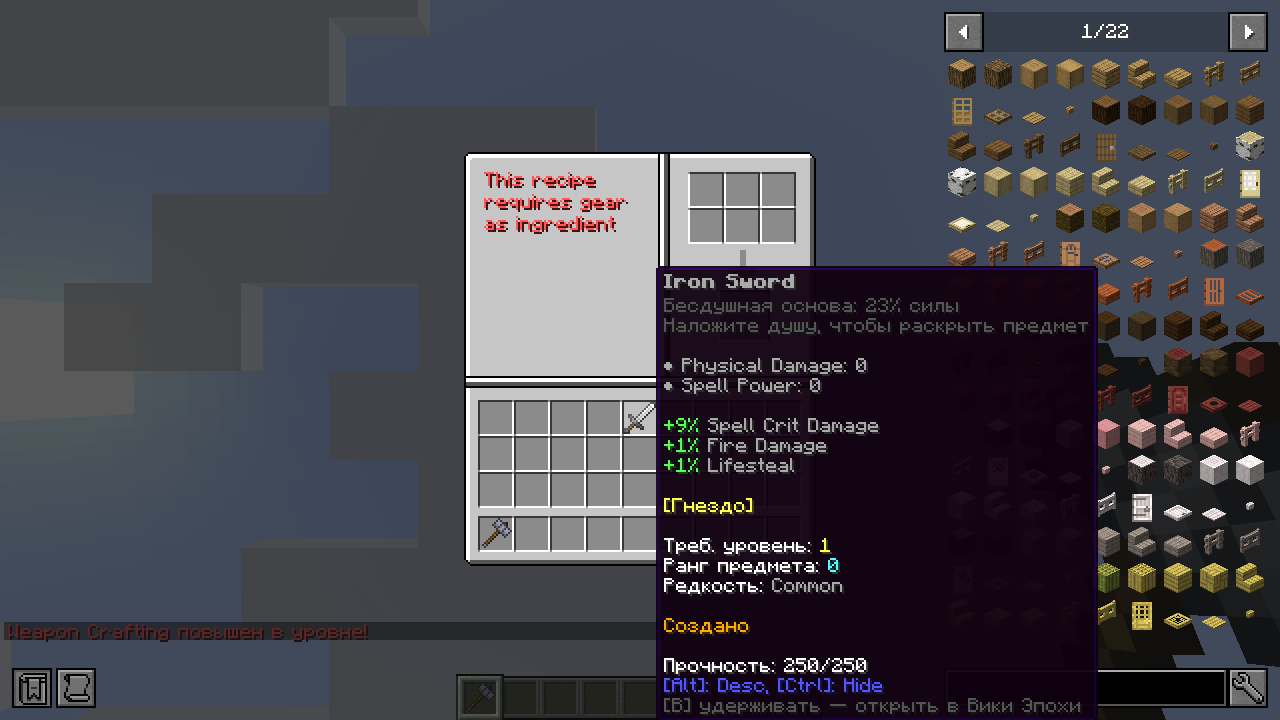 1/22
This recipe
requires gear
as ingredient
Iron Sword
Бесдушная основа: 23% силы
Наложите душу, чтобы раскрыть предмет
• Physical Damage: 0
• Spell Power: 0
+9% Spell Crit Damage
+1% Fire Damage
+1% Lifesteal
[Гнездо]
Треб. уровень: 1
Ранг предмета: 0
Редкость: Common
Создано
Weapon Crafting повышен в уровне!
Прочность: 250/250
[Alt]: Desc, [Ctrl]: Hide
[B] удерживать — открыть в Вики Эпохи